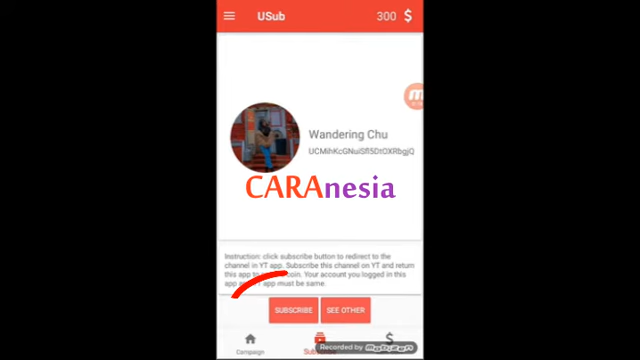 USub
300 $
Wandering Chu
CARAnesia
Instruction: click subscribe button to redirect to the
channel in YT app. Subscribe this channel on YT and return
this app to coin. Your account you logged in this
app app must be same.
SUBSCRIBE
SEE OTHER
Campaign
Recorded by